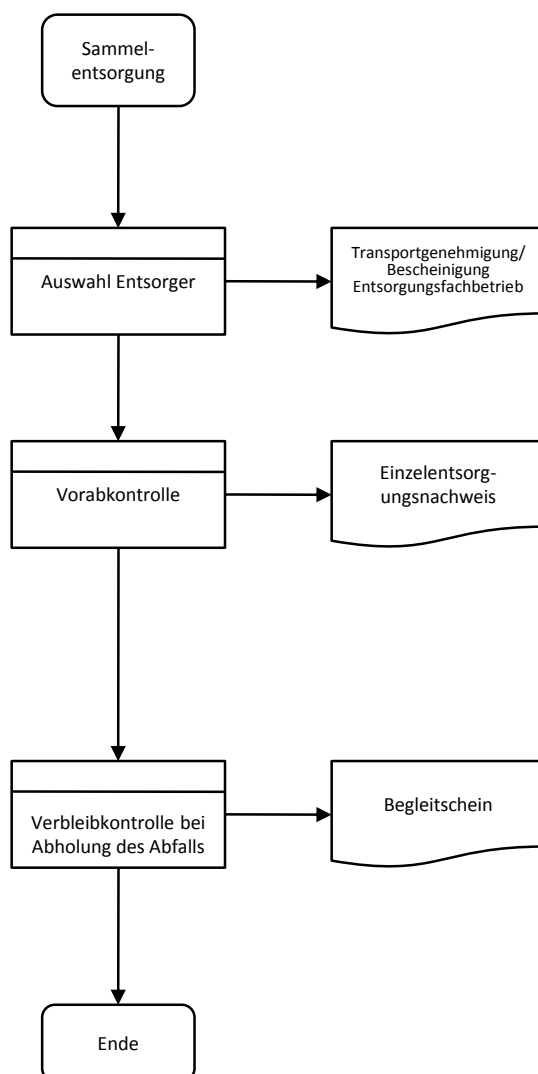 Sammel-
entsorgung
Auswahl Entsorger
Transportgenehmigung/
Bescheinigung
Entsorgungsfachbetrieb
Vorabkontrolle
Einzelentsorg-
ungsnachweis
Verbleibkontrolle bei
Abholung des Abfalls
Begleitschein
Ende